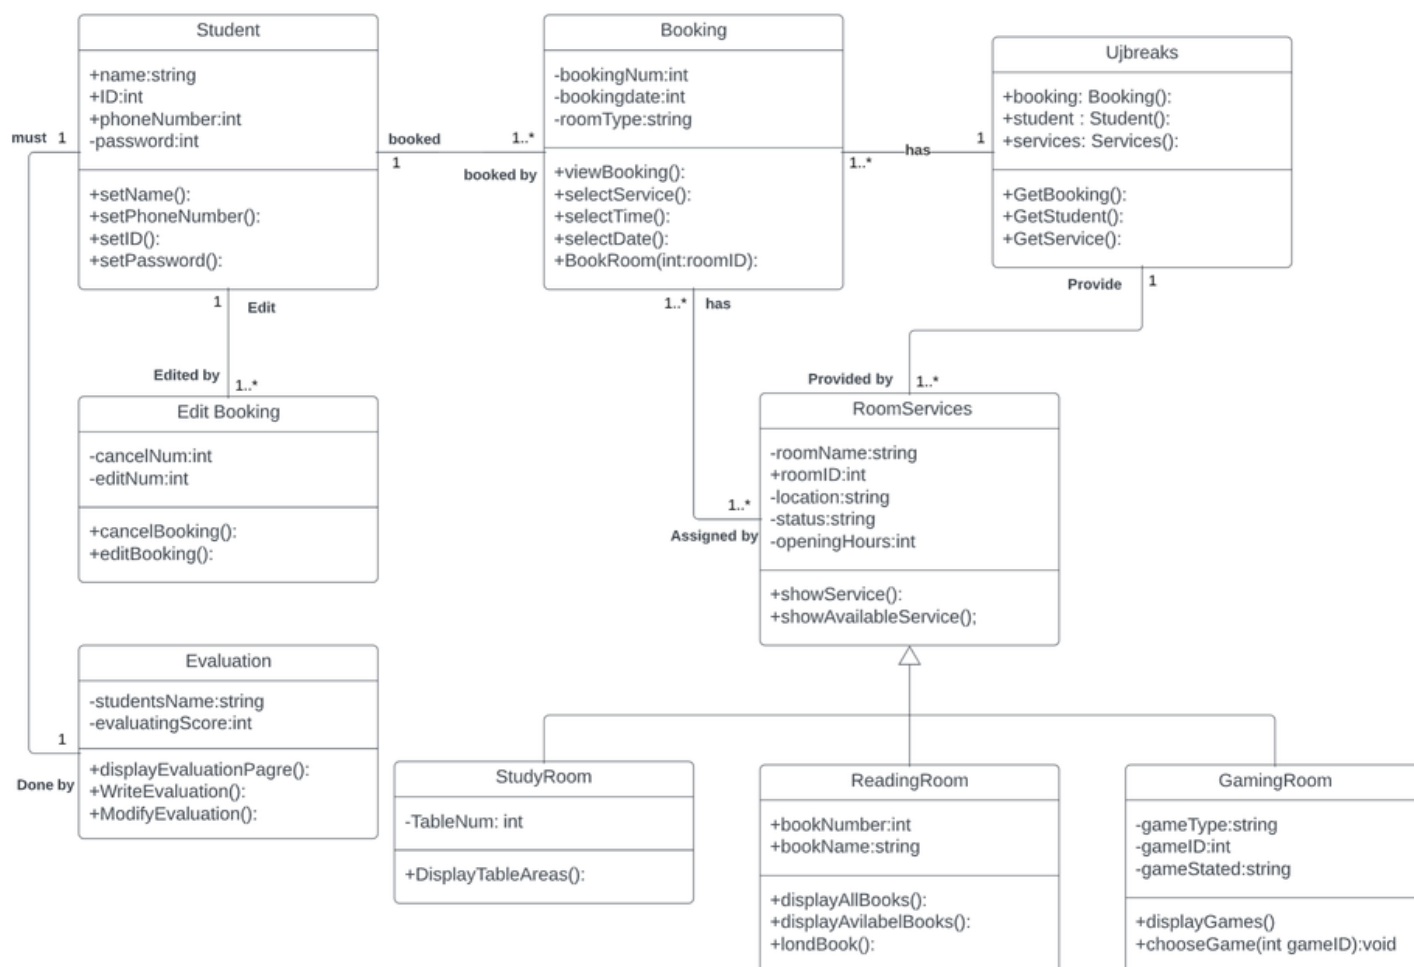 Student
+name:string
+ID:int
+phoneNumber:int
-password:int
+setName():
+setPhoneNumber():
+setID():
+setPassword():
must 1
booked
1
1..*
booked by
Booking
-bookingNum:int
-bookingdate:int
-roomType:string
+viewBooking():
+selectService():
+selectTime():
+selectDate():
+BookRoom(int:roomID):
1..*
has
1
Ujbreaks
+booking: Booking():
+student : Student():
+services: Services():
+GetBooking():
+GetStudent():
+GetService():
1 Edit
Edited by 1..*
1..* has
Provide 1
Provided by 1..*
Edit Booking
-cancelNum:int
-editNum:int
+cancelBooking():
+editBooking():
1..*
Assigned by
RoomServices
-roomName:string
+roomID:int
-location:string
-status:string
-openingHours:int
+showService():
+showAvailableService();
Evaluation
-studentsName:string
-evaluatingScore:int
+displayEvaluationPagre():
+WriteEvaluation():
+ModifyEvaluation():
1
Done by
StudyRoom
-TableNum: int
+DisplayTableAreas():
ReadingRoom
+bookNumber:int
+bookName:string
+displayAllBooks():
+displayAvilabelBooks():
+londBook():
GamingRoom
-gameType:string
-gameID:int
-gameStated:string
+displayGames()
+chooseGame(int gameID):void